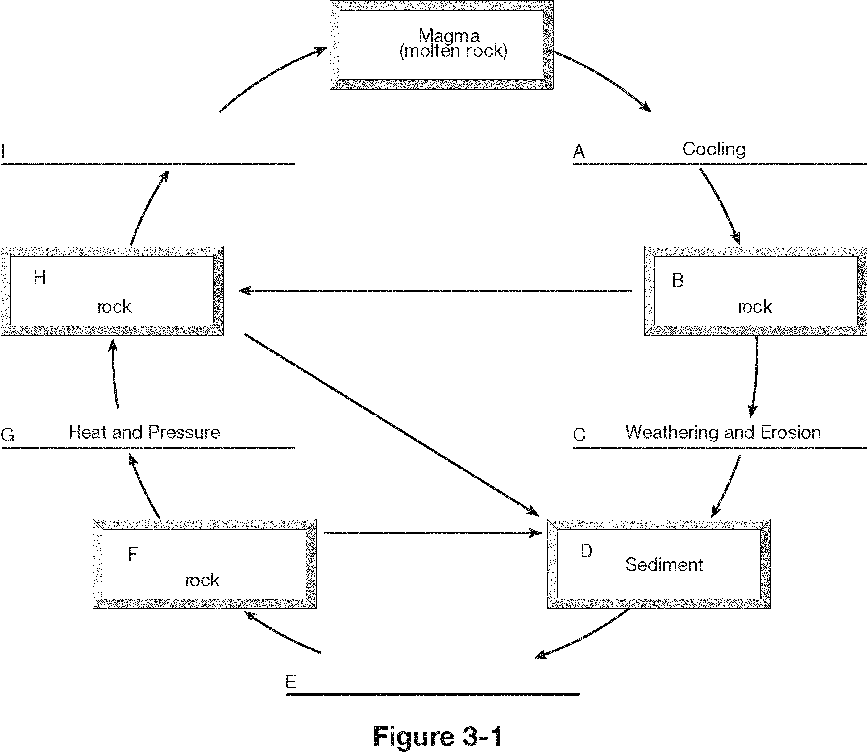 Magma
(molten rock)
I
A Cooling
H
rock
B
rock
G Heat and Pressure
C Weathering and Erosion
F
rock
D
Sediment
E
Figure 3-1